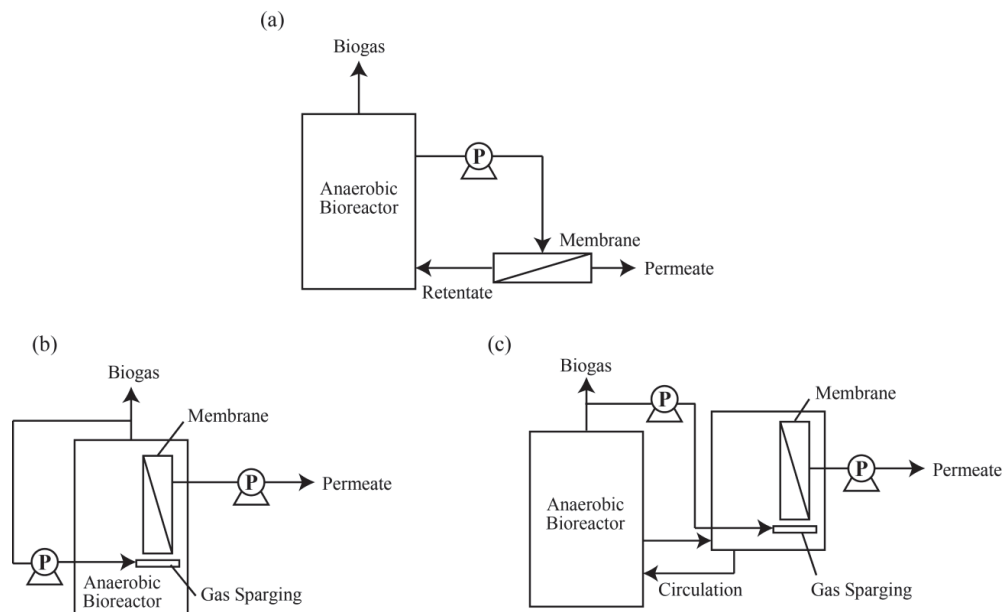 (a)
Biogas
P
Anaerobic
Bioreactor
Membrane
Permeate
Retentate
(b)
Biogas
Membrane
P
Permeate
P
Anaerobic
Bioreactor
Gas Sparging
(c)
Biogas
P
Membrane
P
Permeate
Anaerobic
Bioreactor
Circulation
Gas Sparging